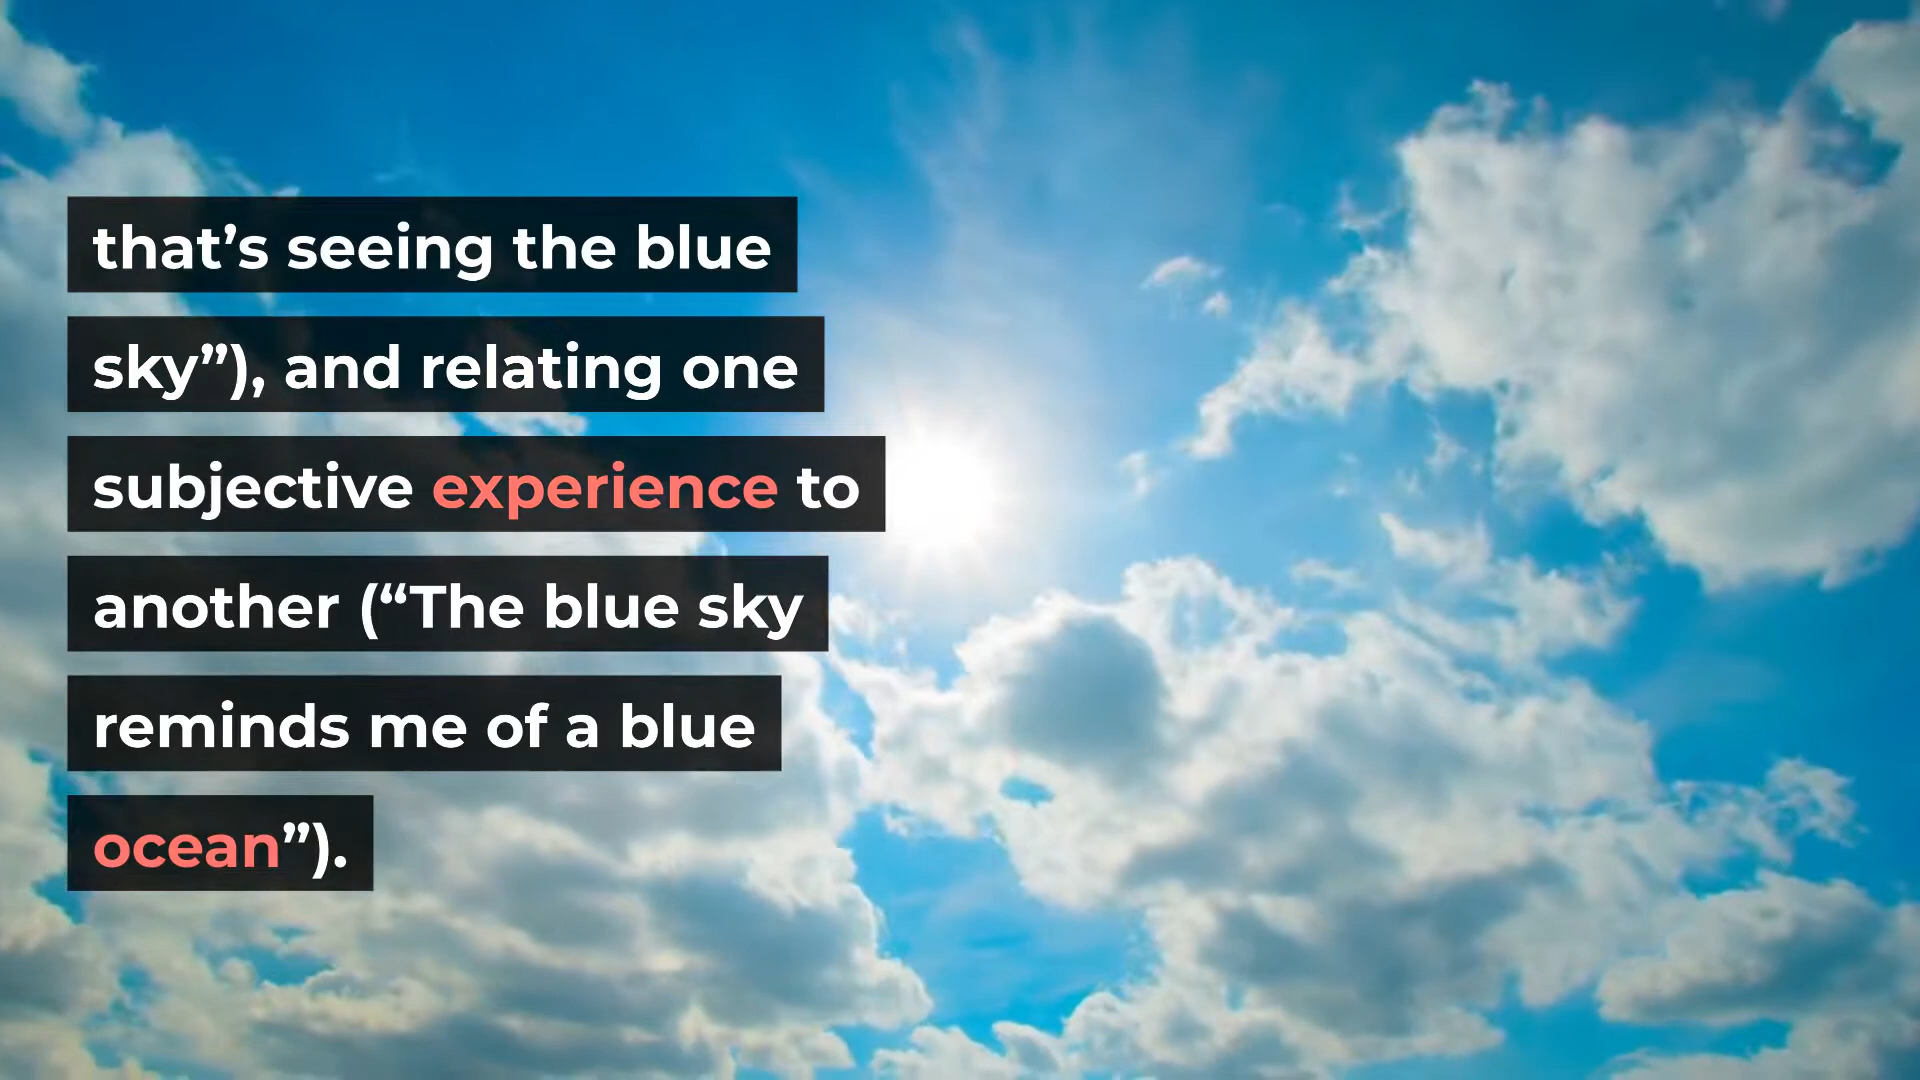 that’s seeing the blue
sky”), and relating one
subjective experience to
another (“The blue sky
reminds me of a blue
ocean”).